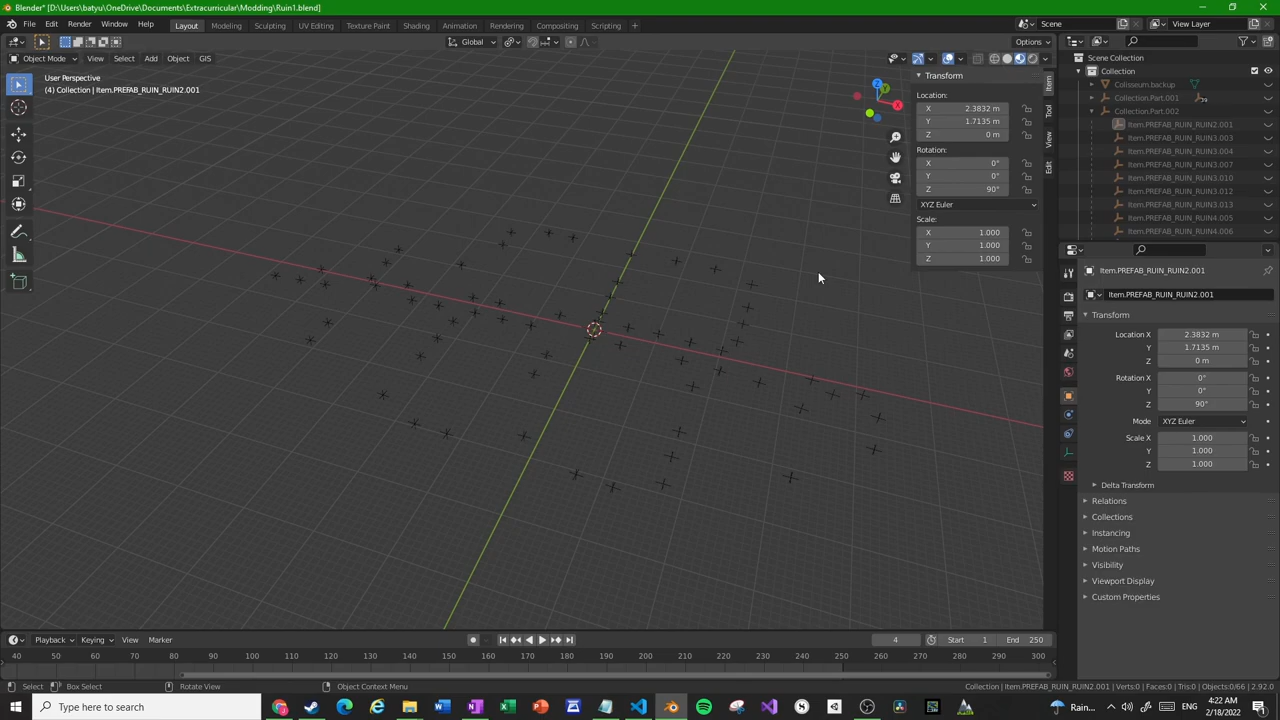 Blender* [D:\Users\batyu\OneDrive\Documents\Extracurricular\Modding\Ruin1.blend]
File Edit Render Window Help Layout Modeling Sculpting UV Editing Texture Paint Shading Animation Rendering Compositing Scripting Scene View Layer
Global Options
Object Mode View Select Add Object GIS
User Perspective
(4) Collection | Item.PREFAB_RUIN_RUIN2.001
Z
Y
X
Transform
Location:
X 2.3832 m
Y 1.7135 m
Z 0 m
Rotation:
X 0°
Y 0°
Z 90°
XYZ Euler
Scale:
X 1.000
Y 1.000
Z 1.000
Item
Tool
View
Edit
Scene Collection
Collection
Colisseum.backup
Collection.Part.001
Collection.Part.002
Item.PREFAB_RUIN_RUIN2.001
Item.PREFAB_RUIN_RUIN3.003
Item.PREFAB_RUIN_RUIN3.004
Item.PREFAB_RUIN_RUIN3.007
Item.PREFAB_RUIN_RUIN3.010
Item.PREFAB_RUIN_RUIN3.012
Item.PREFAB_RUIN_RUIN3.013
Item.PREFAB_RUIN_RUIN4.005
Item.PREFAB_RUIN_RUIN4.006
Item.PREFAB_RUIN_RUIN2.001
Item.PREFAB_RUIN_RUIN2.001
Transform
Location X 2.3832 m
Y 1.7135 m
Z 0 m
Rotation X 0°
Y 0°
Z 90°
Mode XYZ Euler
Scale X 1.000
Y 1.000
Z 1.000
Delta Transform
Relations
Collections
Instancing
Motion Paths
Visibility
Viewport Display
Custom Properties
Playback Keying View Marker 4 Start 1 End 250
40 50 60 70 80 90 100 110 120 130 140 150 160 170 180 190 200 210 220 230 240 250 260 270 280 290 300
Select Box Select Rotate View Object Context Menu Collection | Item.PREFAB_RUIN_RUIN2.001 | Verts:0 | Faces:0 | Tris:0 | Objects:0/66 | 2.92.0
Type here to search Rain... 4:22 AM
2/18/2022